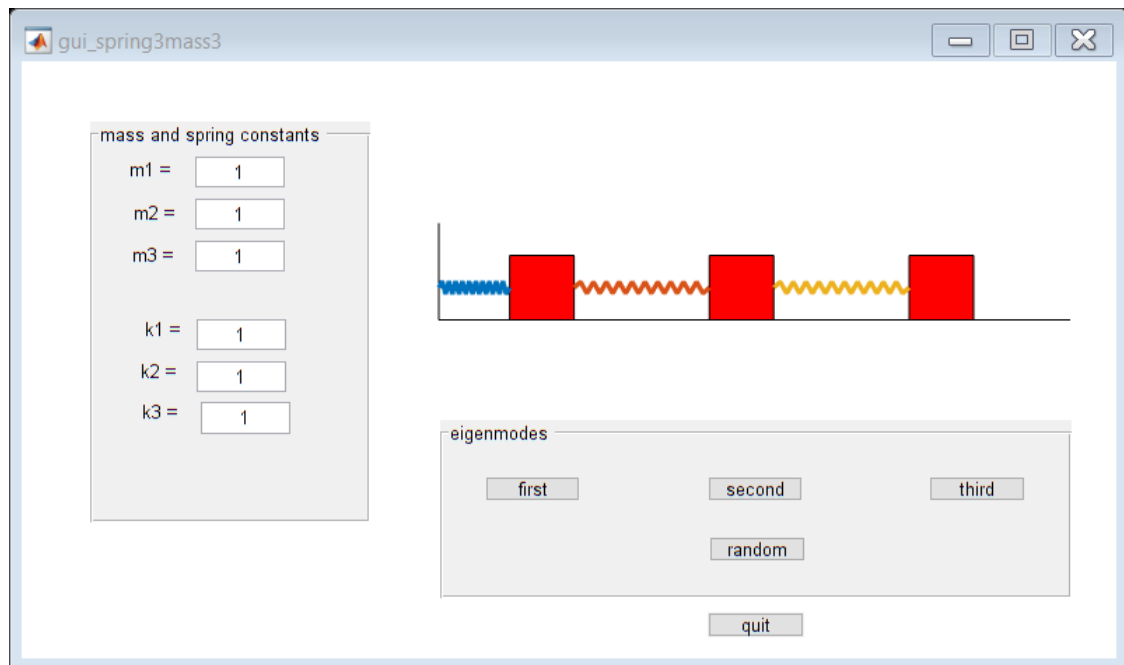 gui_spring3mass3
mass and spring constants
m1 = 1
m2 = 1
m3 = 1
k1 = 1
k2 = 1
k3 = 1
eigenmodes
first second third
random
quit